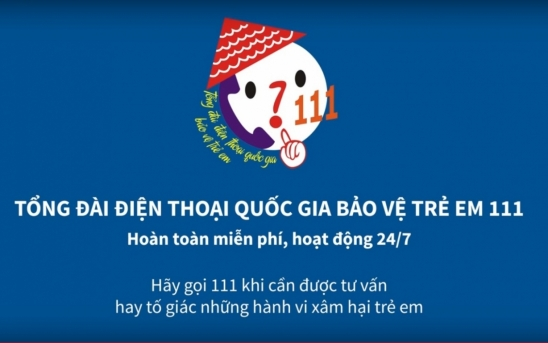 ?
111
Tổng đài điện thoại quốc gia
bảo vệ trẻ em
TỔNG ĐÀI ĐIỆN THOẠI QUỐC GIA BẢO VỆ TRẺ EM 111
Hoàn toàn miễn phí, hoạt động 24/7
Hãy gọi 111 khi cần được tư vấn
hay tố giác những hành vi xâm hại trẻ em